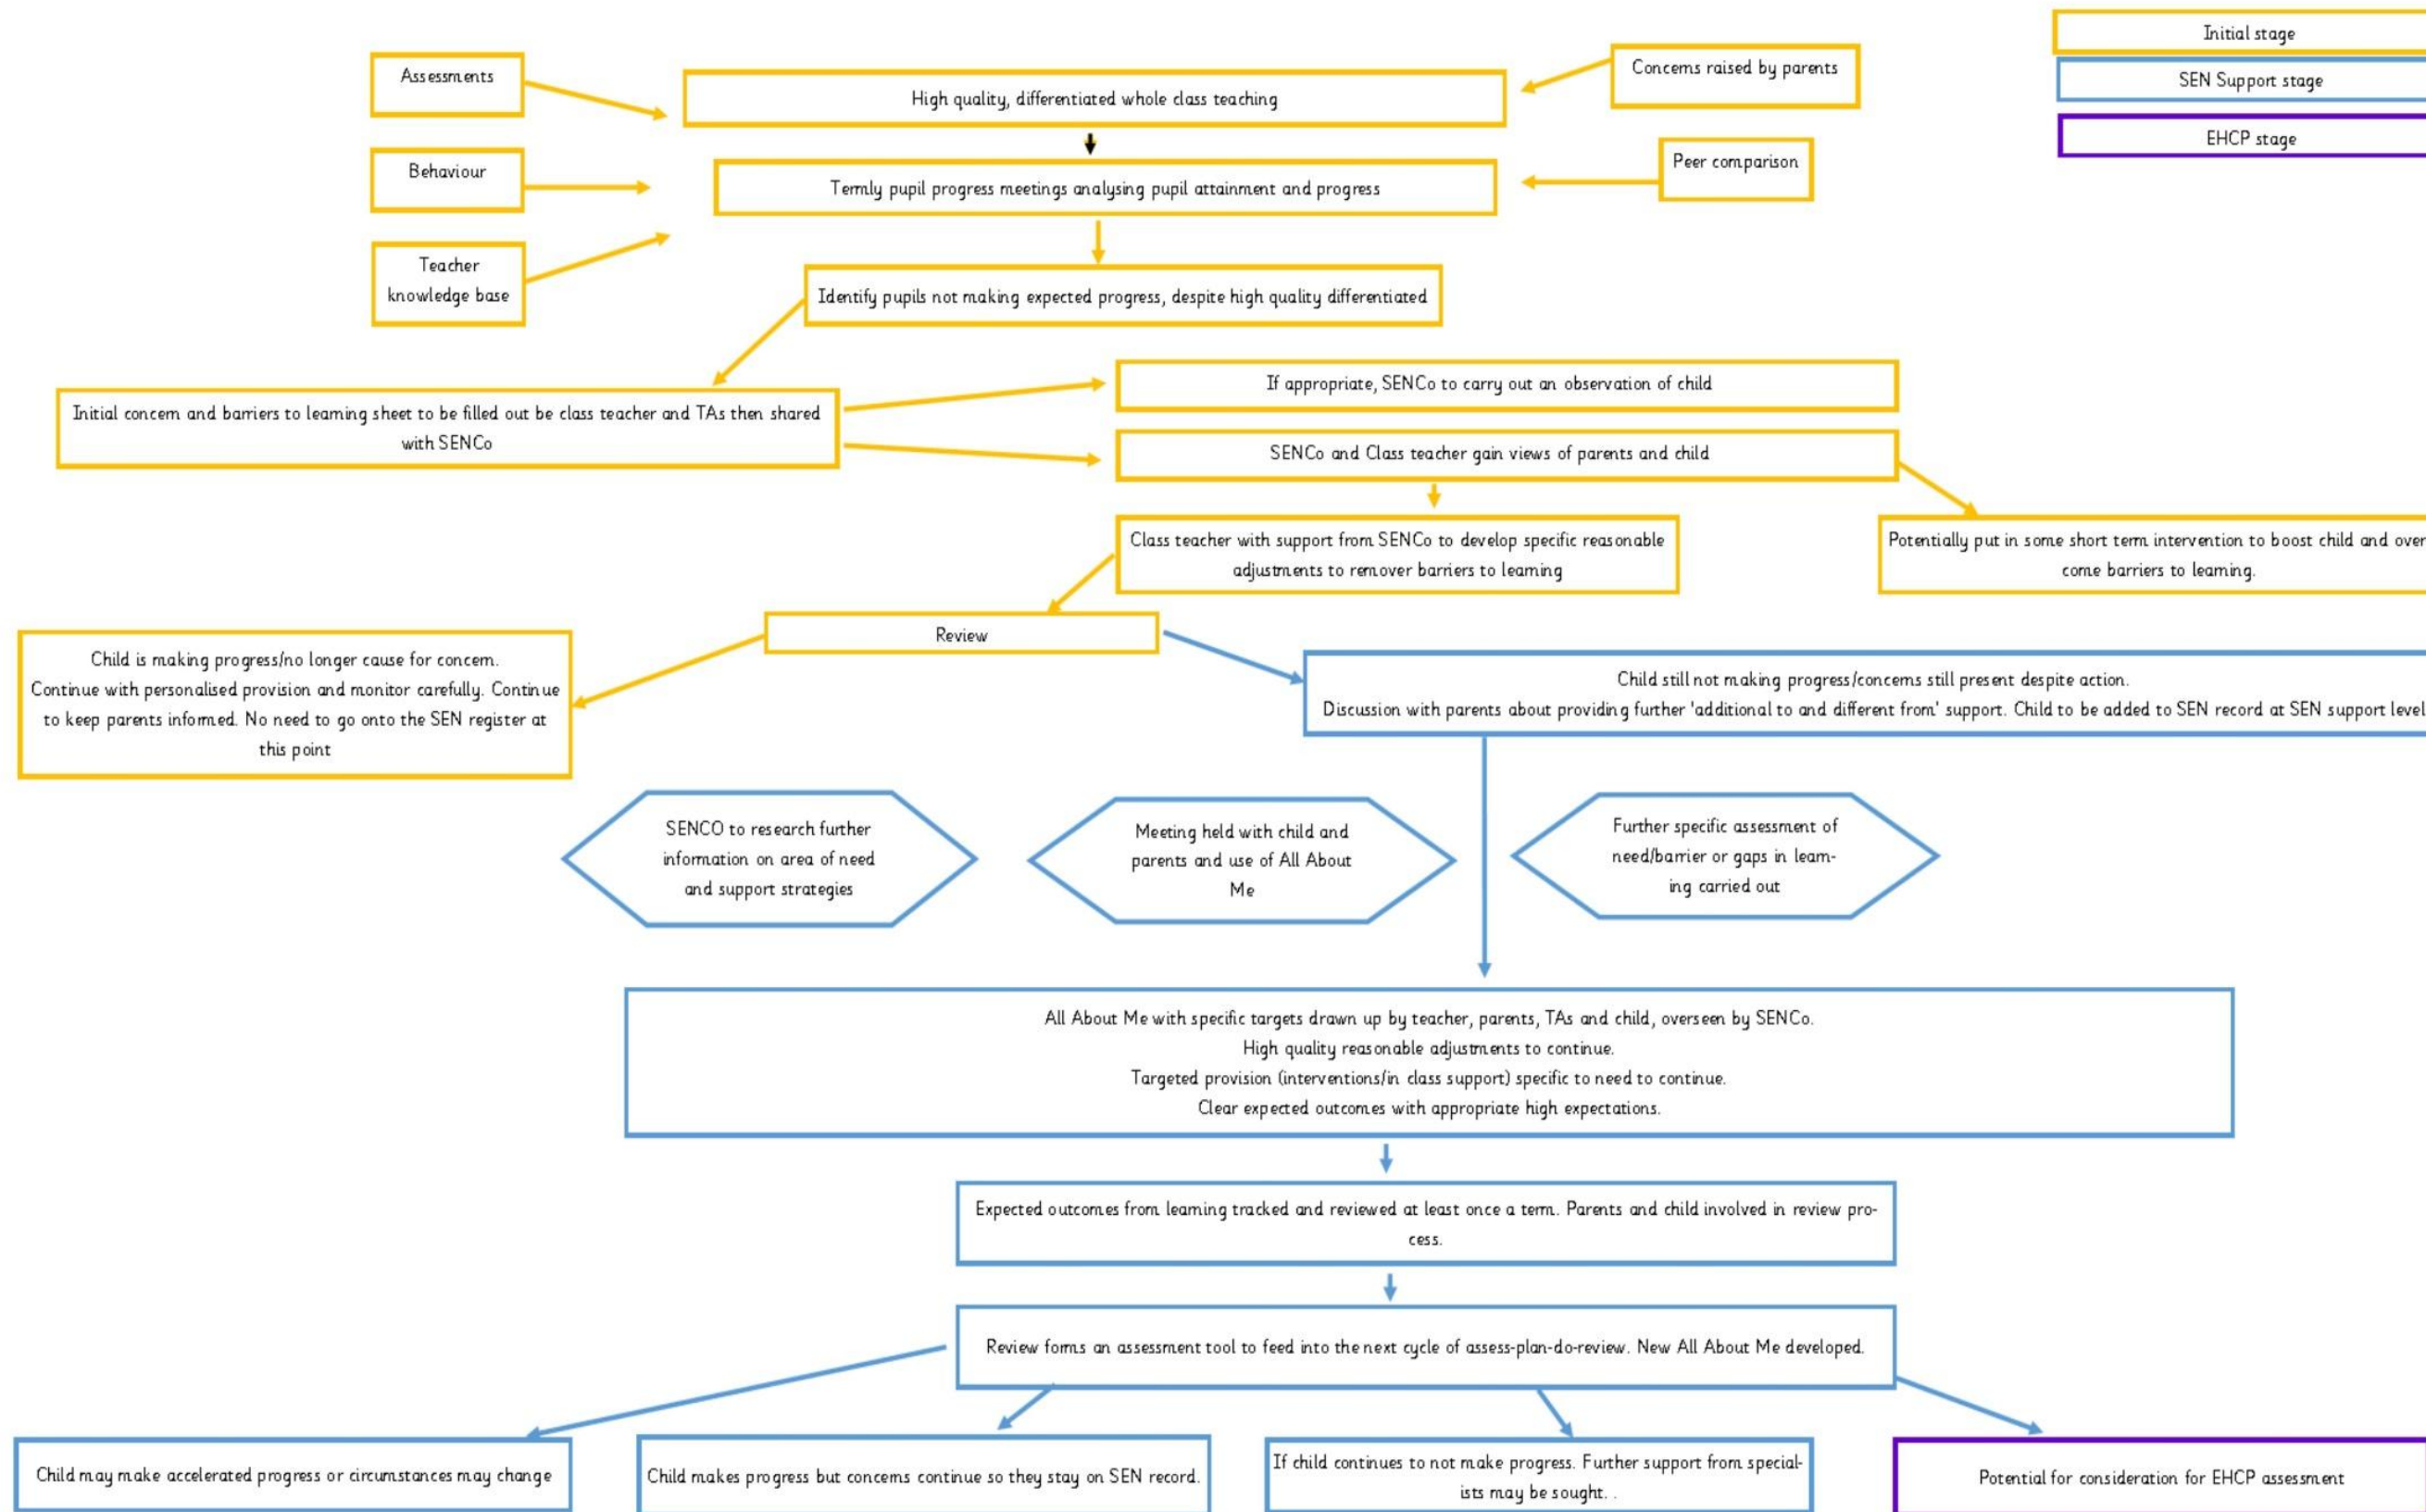 Initial stage
SEN Support stage
EHCP stage
Assessments
High quality, differentiated whole class teaching
Concerns raised by parents
Behaviour
Termly pupil progress meetings analysing pupil attainment and progress
Peer comparison
Teacher
knowledge base
Identify pupils not making expected progress, despite high quality differentiated
Initial concern and barriers to learning sheet to be filled out be class teacher and TAs then shared
with SENCo
If appropriate, SENCo to carry out an observation of child
SENCo and Class teacher gain views of parents and child
Class teacher with support from SENCo to develop specific reasonable
adjustments to remover barriers to learning
Potentially put in some short term intervention to boost child and over
come barriers to learning.
Review
Child is making progress/no longer cause for concern.
Continue with personalised provision and monitor carefully. Continue
to keep parents informed. No need to go onto the SEN register at
this point
Child still not making progress/concerns still present despite action.
Discussion with parents about providing further 'additional to and different from' support. Child to be added to SEN record at SEN support level
SENCO to research further
information on area of need
and support strategies
Meeting held with child and
parents and use of All About
Me
Further specific assessment of
need/barrier or gaps in learn-
ing carried out
All About Me with specific targets drawn up by teacher, parents, TAs and child, overseen by SENCo.
High quality reasonable adjustments to continue.
Targeted provision (interventions/in class support) specific to need to continue.
Clear expected outcomes with appropriate high expectations.
Expected outcomes from learning tracked and reviewed at least once a term. Parents and child involved in review pro-
cess.
Review forms an assessment tool to feed into the next cycle of assess-plan-do-review. New All About Me developed.
Child may make accelerated progress or circumstances may change
Child makes progress but concerns continue so they stay on SEN record.
If child continues to not make progress. Further support from special-
ists may be sought. .
Potential for consideration for EHCP assessment